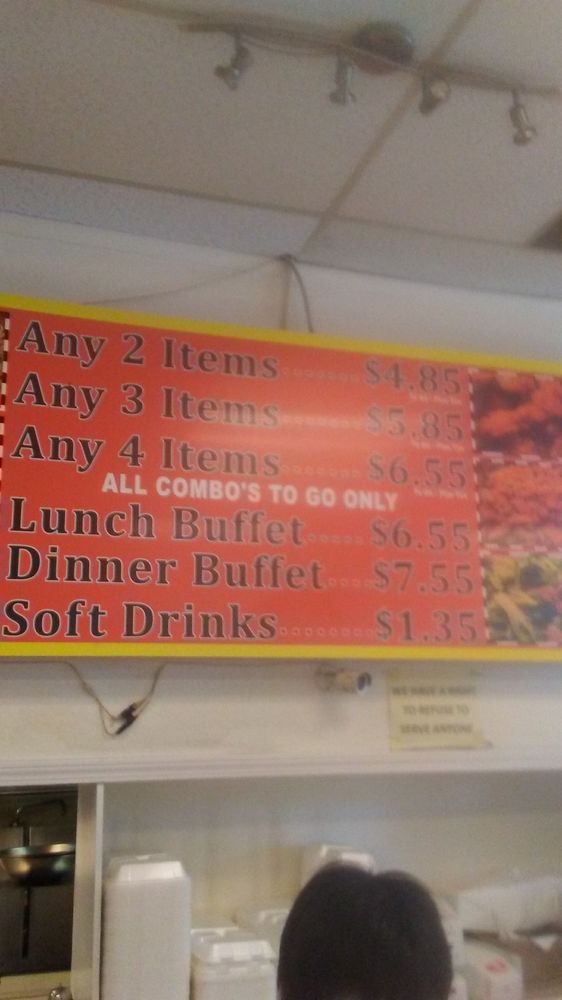 Any 2 Items........$4.85
Any 3 Items........$5.85
Any 4 Items........$6.55
ALL COMBO'S TO GO ONLY
Lunch Buffet.....$6.55
Dinner Buffet....$7.55
Soft Drinks........$1.35
WE HAVE A RIGHT
TO REFUSE TO
SERVE ANYONE